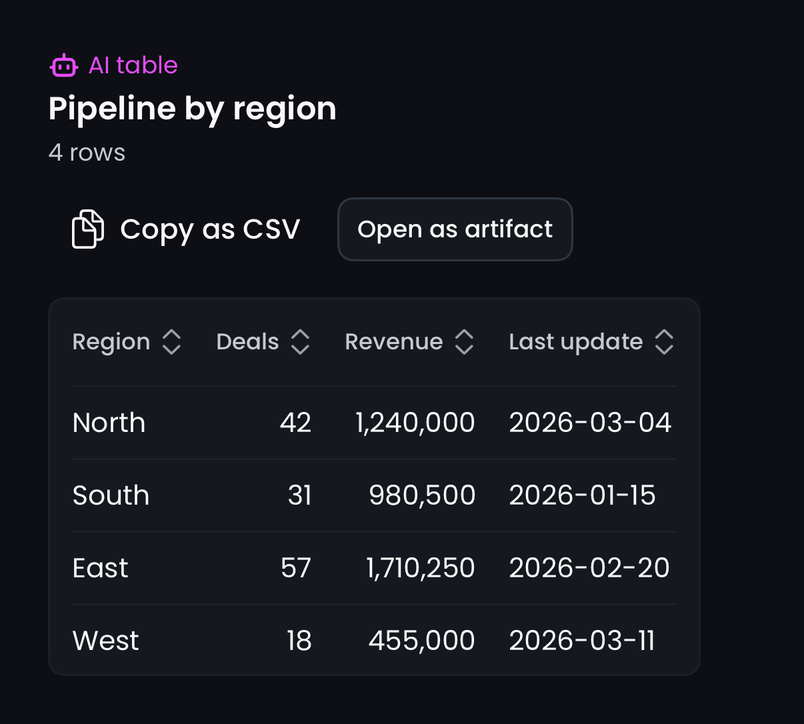 AI table
Pipeline by region
4 rows
Copy as CSV Open as artifact
Region Deals Revenue Last update
North 42 1,240,000 2026-03-04
South 31 980,500 2026-01-15
East 57 1,710,250 2026-02-20
West 18 455,000 2026-03-11